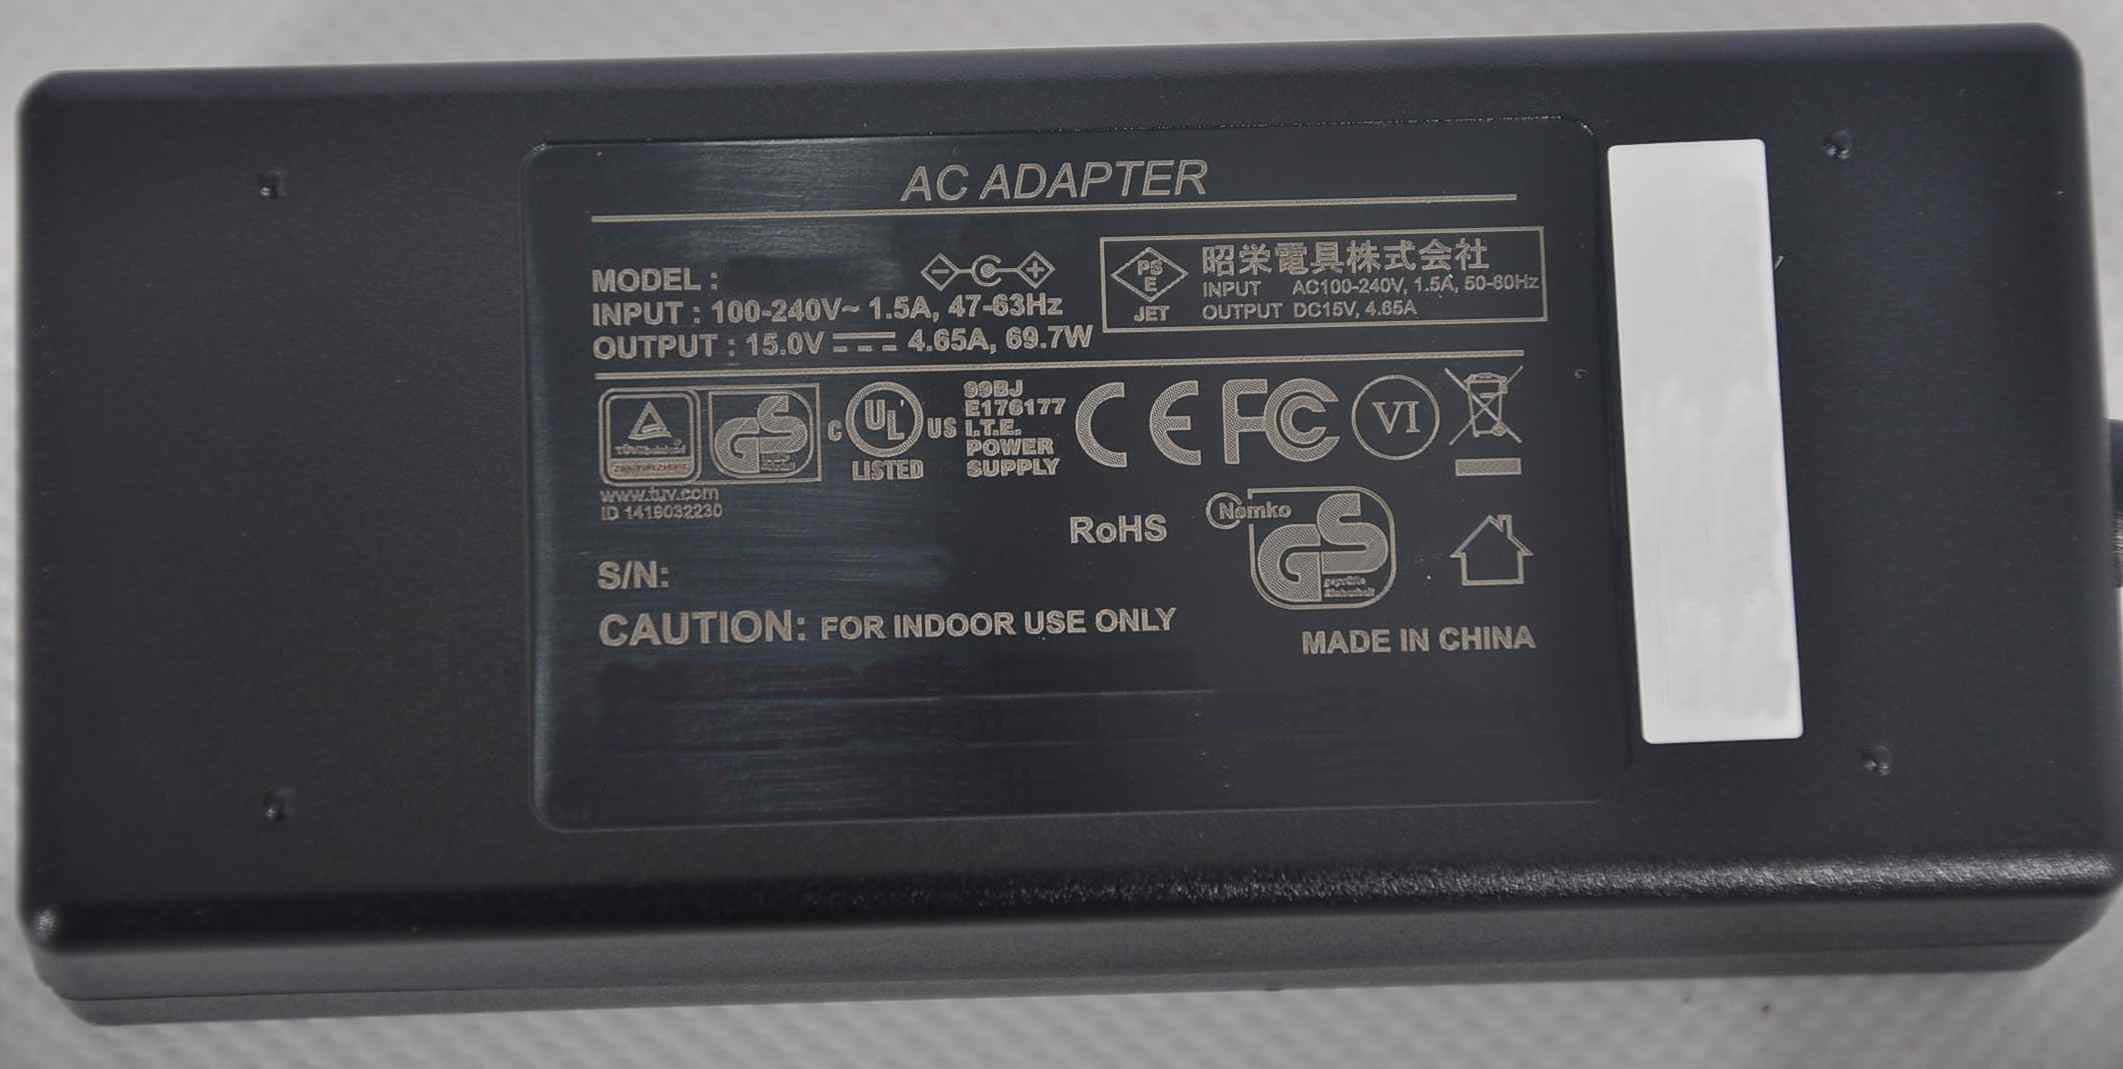 AC ADAPTER
MODEL :
INPUT : 100-240V~ 1.5A, 47-63Hz
OUTPUT : 15.0V 4.65A, 69.7W
PS
E
JET
昭栄電具株式会社
INPUT AC100-240V, 1.5A, 50-60Hz
OUTPUT DC15V, 4.65A
GS
C UL US
LISTED
99BJ
E176177
I.T.E.
POWER
SUPPLY
CE FC VI
www.tuv.com
ID 1419032230
RoHS
Nemko
GS
geprüfte
Sicherheit
S/N:
CAUTION: FOR INDOOR USE ONLY
MADE IN CHINA